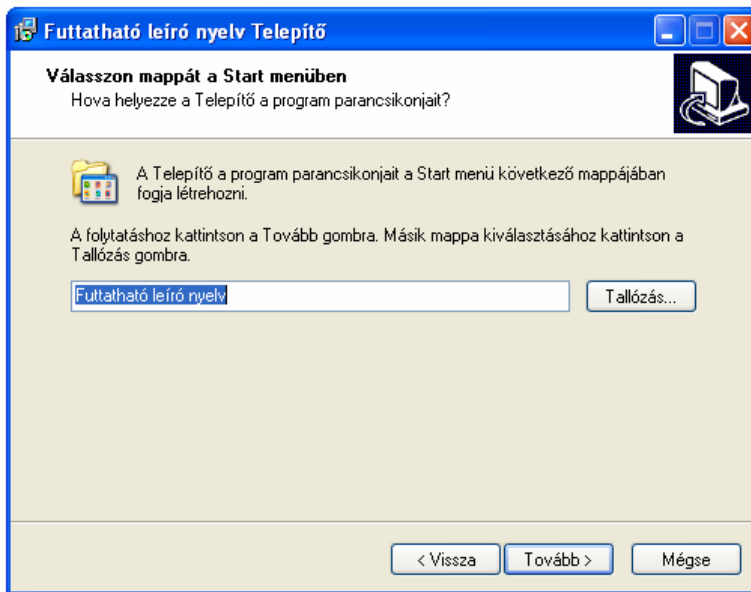 Futtatható leíró nyelv Telepítő
Válasszon mappát a Start menüben
Hova helyezze a Telepítő a program parancsikonjait?
A Telepítő a program parancsikonjait a Start menü következő mappájában
fogja létrehozni.
A folytatáshoz kattintson a Tovább gombra. Másik mappa kiválasztásához kattintson a
Tallózás gombra.
Futtatható leíró nyelv
Tallózás...
< Vissza
Tovább >
Mégse